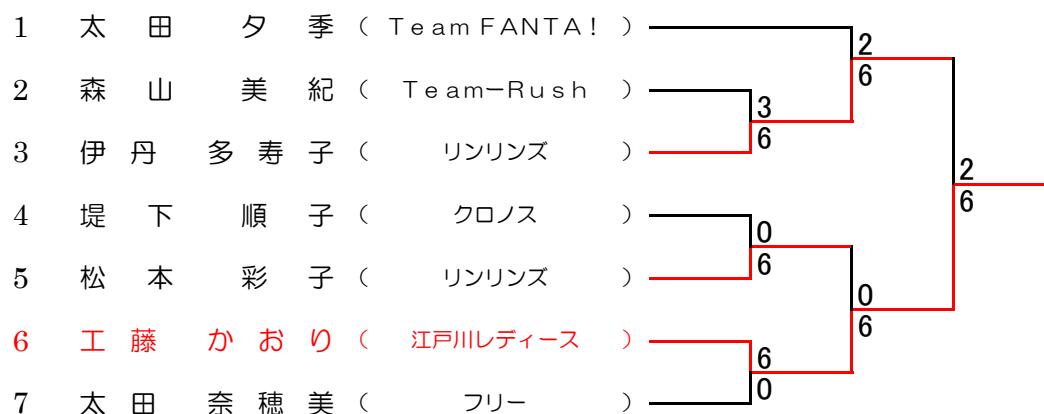 1 太田 夕季 ( Team FANTA! )
2 森山 美紀 ( Team-Rush )
3 伊丹 多寿子 ( リンリンズ )
4 堤下 順子 ( クロノス )
5 松本 彩子 ( リンリンズ )
6 工藤 かおり ( 江戸川レディース )
7 太田 奈穂美 ( フリー )
2
6
3
6
2
6
0
6
0
6
6
0